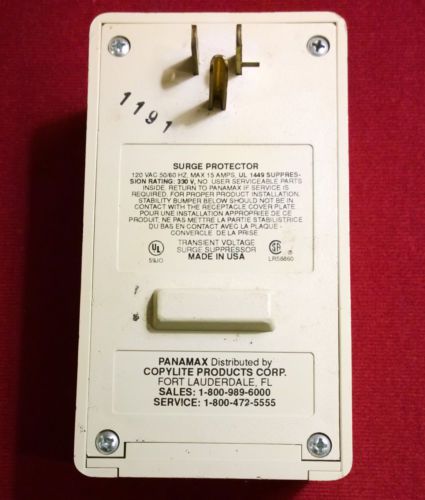 1191
SURGE PROTECTOR
120 VAC 50/60 HZ, MAX 15 AMPS, UL 1449 SUPPRES-
SION RATING: 330 V, NO USER SERVICEABLE PARTS
INSIDE. RETURN TO PANAMAX IF SERVICE IS
REQUIRED. FOR PROPER PRODUCT INSTALLATION,
STABILITY BUMPER BELOW SHOULD NOT BE IN
CONTACT WITH THE RECEPTACLE COVER PLATE
POUR UNE INSTALLATION APPROPRIEE DE CE
PRODUIT, NE PAS METTRE LA PARTIE STABILISTRICE
DU BAS EN CONTACT AVEC LA PLAQUE -
CONVERCLE DE LA PRISE.
UL TRANSIENT VOLTAGE SA
59JO SURGE SUPPRESSOR LR58860
MADE IN USA
PANAMAX Distributed by
COPYLITE PRODUCTS CORP.
FORT LAUDERDALE, FL
SALES: 1-800-989-6000
SERVICE: 1-800-472-5555